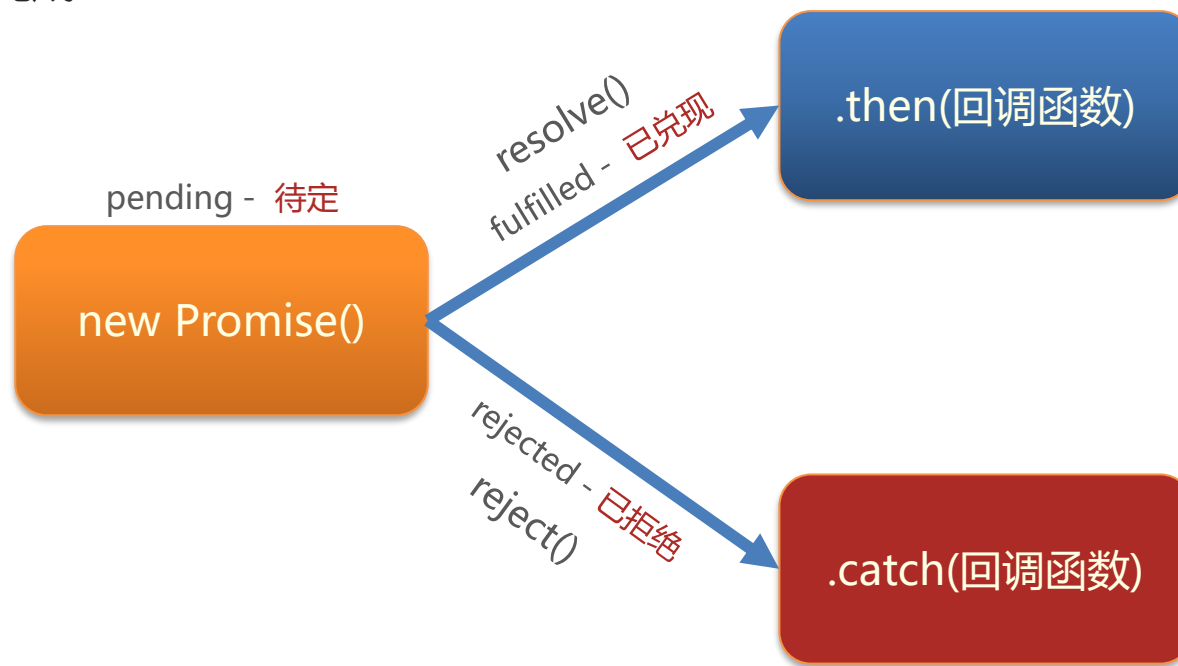 pending - 待定
new Promise()
resolve()
fulfilled - 已兑现
.then(回调函数)
rejected - 已拒绝
reject()
.catch(回调函数)